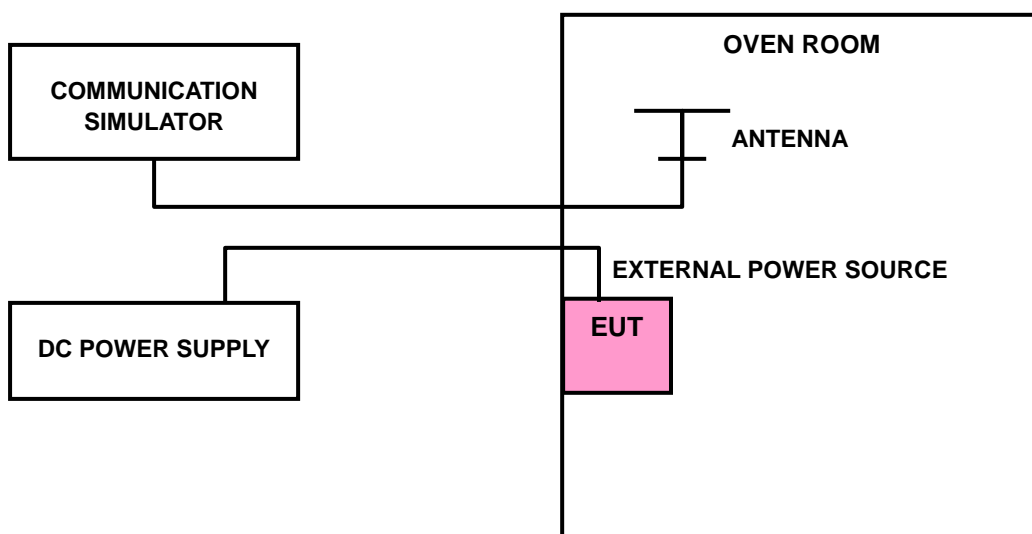 OVEN ROOM
COMMUNICATION
SIMULATOR
ANTENNA
EXTERNAL POWER SOURCE
EUT
DC POWER SUPPLY